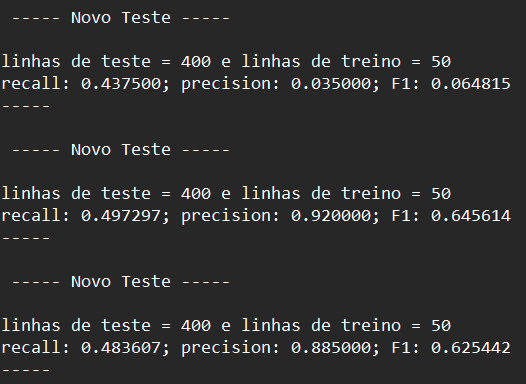 ----- Novo Teste -----
linhas de teste = 400 e linhas de treino = 50
recall: 0.437500; precision: 0.035000; F1: 0.064815
-----
----- Novo Teste -----
linhas de teste = 400 e linhas de treino = 50
recall: 0.497297; precision: 0.920000; F1: 0.645614
-----
----- Novo Teste -----
linhas de teste = 400 e linhas de treino = 50
recall: 0.483607; precision: 0.885000; F1: 0.625442
-----